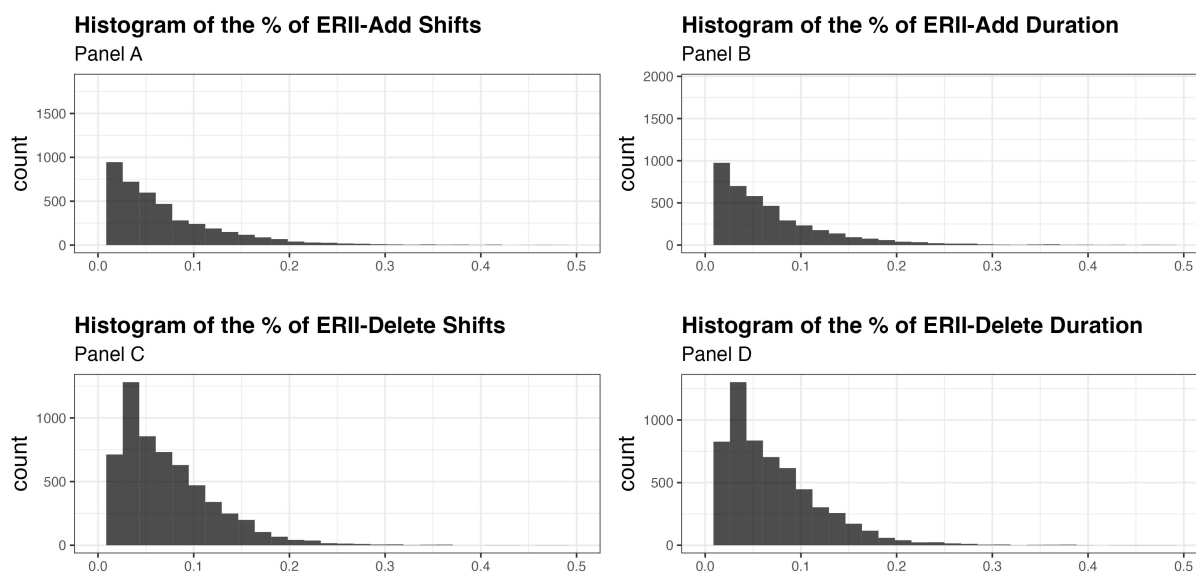 Histogram of the % of ERII-Add Shifts
Panel A
count
1500
1000
500
0
0.0 0.1 0.2 0.3 0.4 0.5
Histogram of the % of ERII-Add Duration
Panel B
count
2000
1500
1000
500
0
0.0 0.1 0.2 0.3 0.4 0.5
Histogram of the % of ERII-Delete Shifts
Panel C
count
1000
500
0
0.0 0.1 0.2 0.3 0.4 0.5
Histogram of the % of ERII-Delete Duration
Panel D
count
1000
500
0
0.0 0.1 0.2 0.3 0.4 0.5